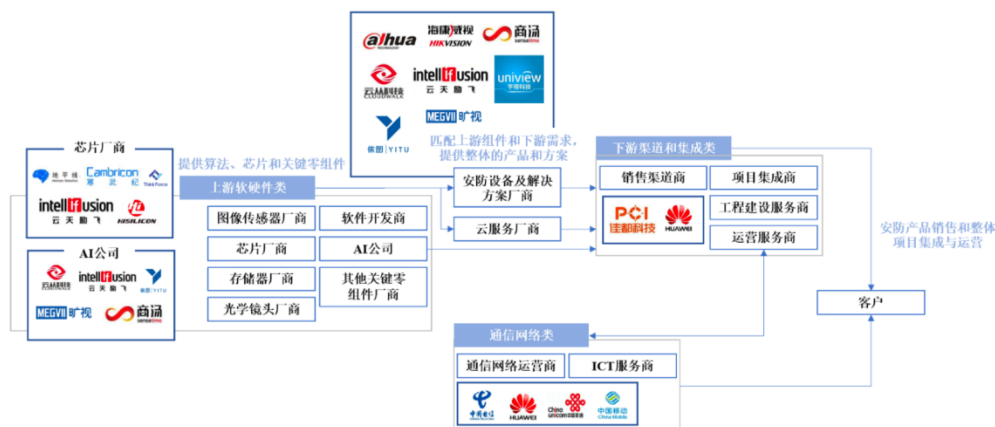 alhua
TECHNOLOGY
海康威视
HIKVISION
商汤
sensetime
云从科技
CLOUDWALK
intellifusion
云天励飞
uniview
宇视科技
依图 | YITU
MEGVII 旷视
芯片厂商
地平线
Horizon Robotics
Cambricon
寒武纪
ThinkForce
intellifusion
云天励飞
HISILICON
AI公司
云从科技
CLOUDWALK
intellifusion
云天励飞
依图 | YITU
MEGVII 旷视
商汤
sensetime
提供算法、芯片和关键零组件
上游软硬件类
图像传感器厂商
软件开发商
芯片厂商
AI公司
存储器厂商
其他关键零
组件厂商
光学镜头厂商
匹配上游组件和下游需求，
提供整体的产品和方案
安防设备及解决
方案厂商
云服务厂商
下游渠道和集成类
销售渠道商
项目集成商
PCI
佳都科技
HUAWEI
工程建设服务商
运营服务商
安防产品销售和整体
项目集成与运营
客户
通信网络类
通信网络运营商
ICT服务商
中国电信
HUAWEI
China
unicom中国联通
中国移动
China Mobile